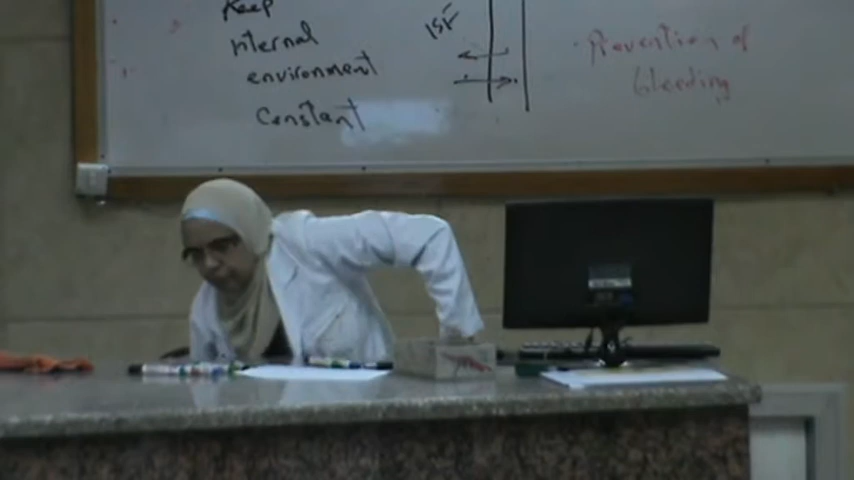 Keep
internal
environment
Constant
ISF
Prevention of
bleeding